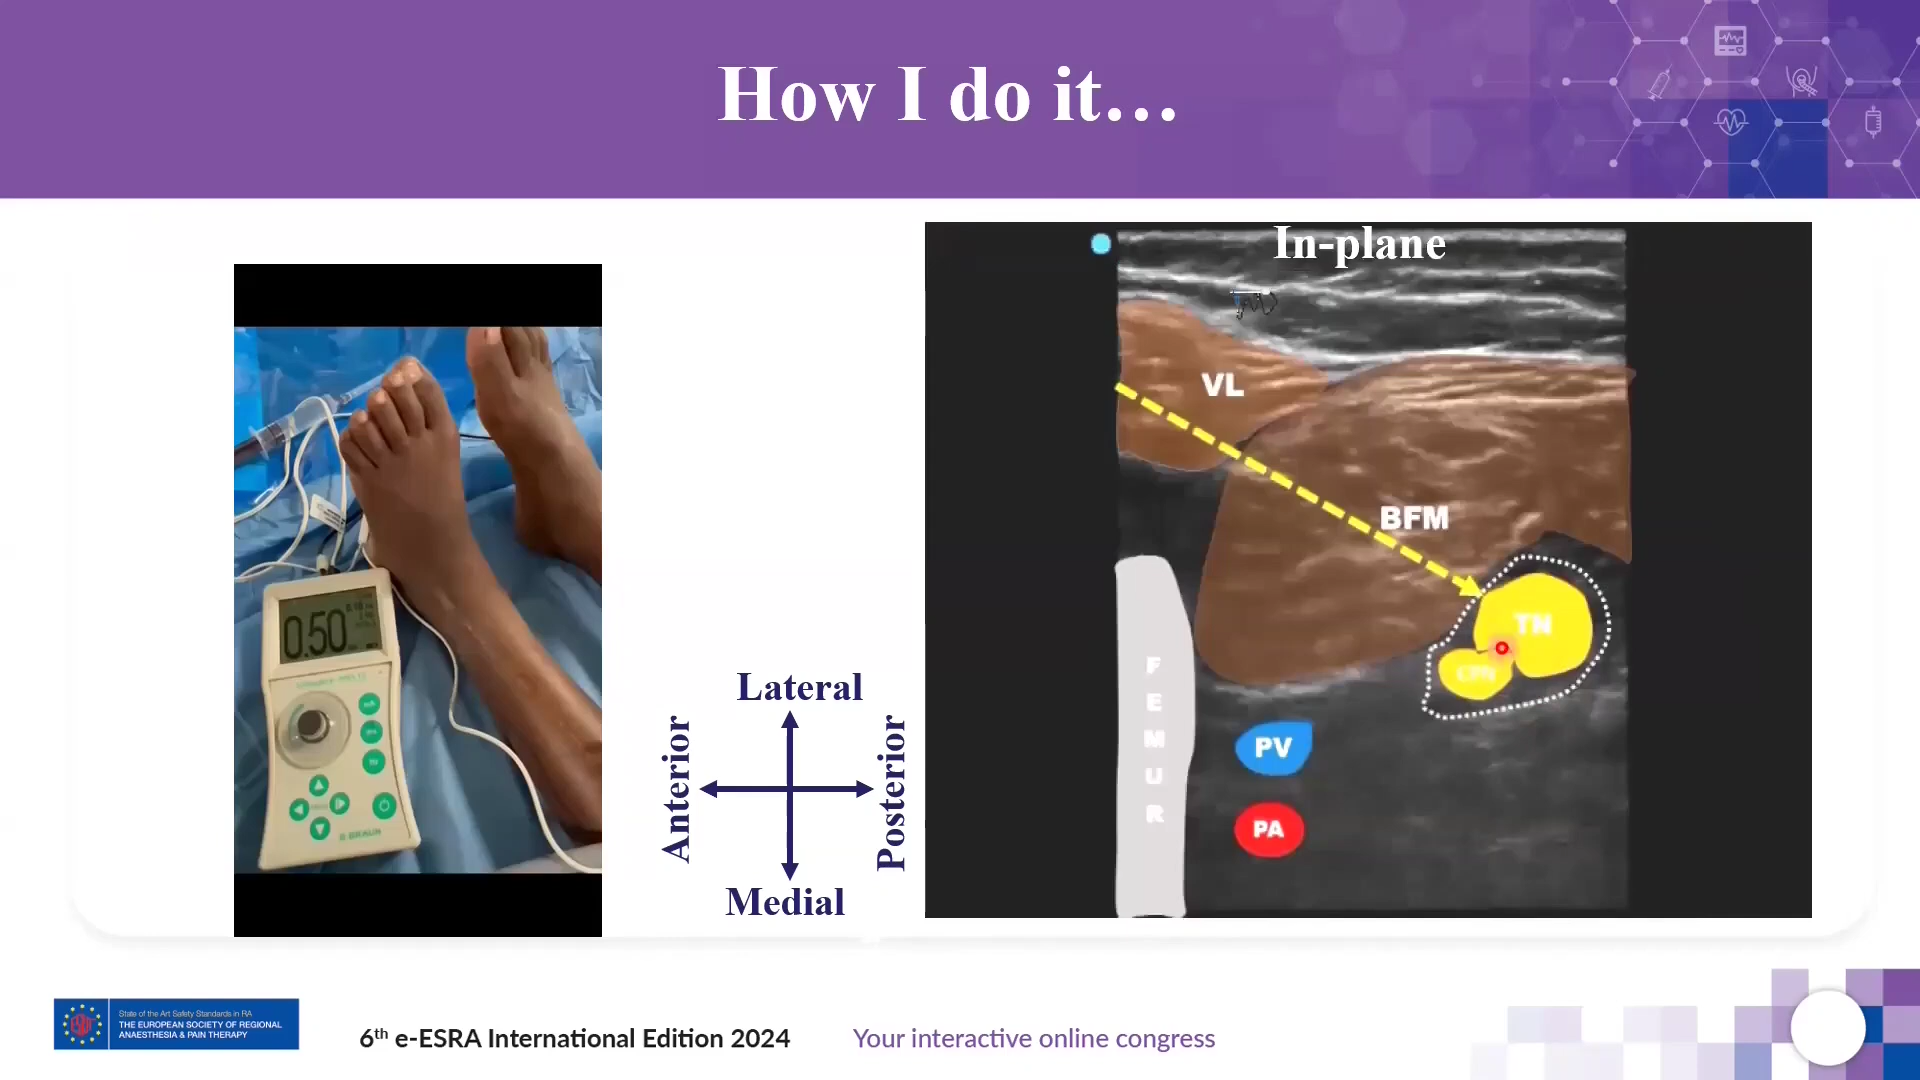 How I do it…
In-plane
VL
BFM
TN
CPN
FEMUR
PV
PA
0.50
B BRAUN
Lateral
Anterior
Posterior
Medial
State of the Art Safety Standards in RA
THE EUROPEAN SOCIETY OF REGIONAL
ANAESTHESIA & PAIN THERAPY
6th e-ESRA International Edition 2024
Your interactive online congress